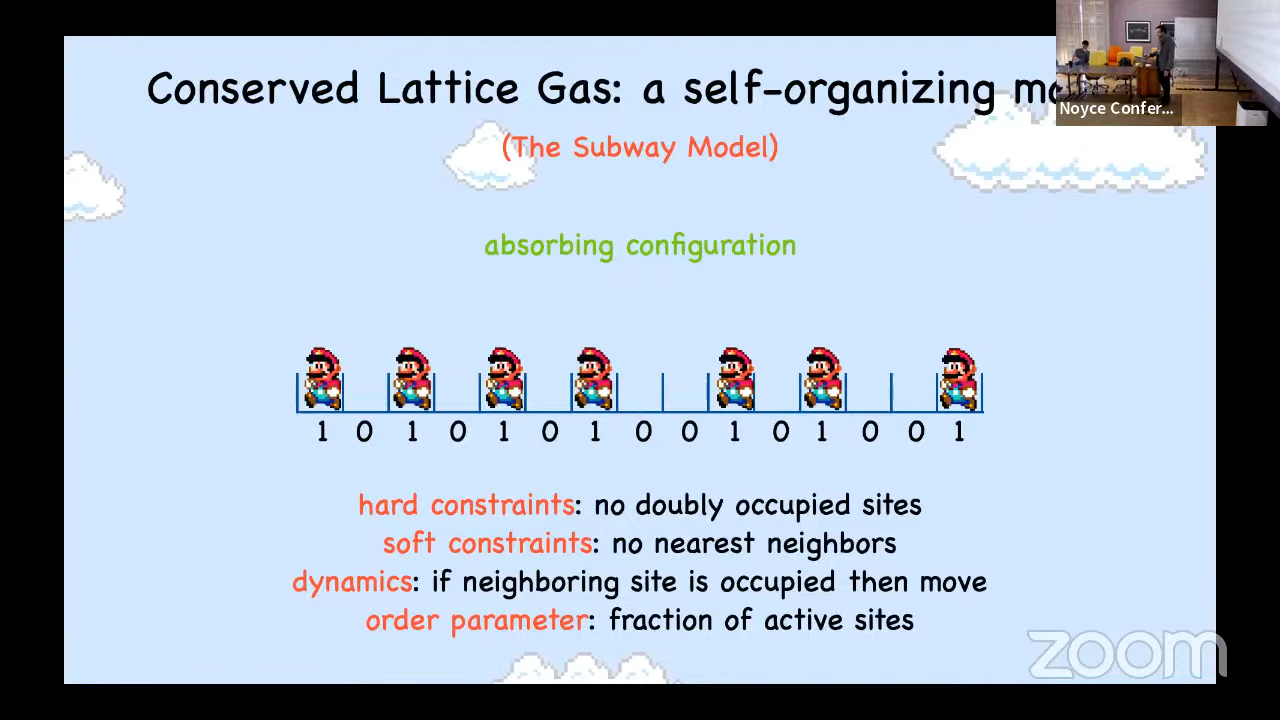 Conserved Lattice Gas: a self-organizing
(The Subway Model)
Noyce Confer...
absorbing configuration
1 0 1 0 1 0 1 0 0 1 0 1 0 0 1
hard constraints: no doubly occupied sites
soft constraints: no nearest neighbors
dynamics: if neighboring site is occupied then move
order parameter: fraction of active sites
zoom